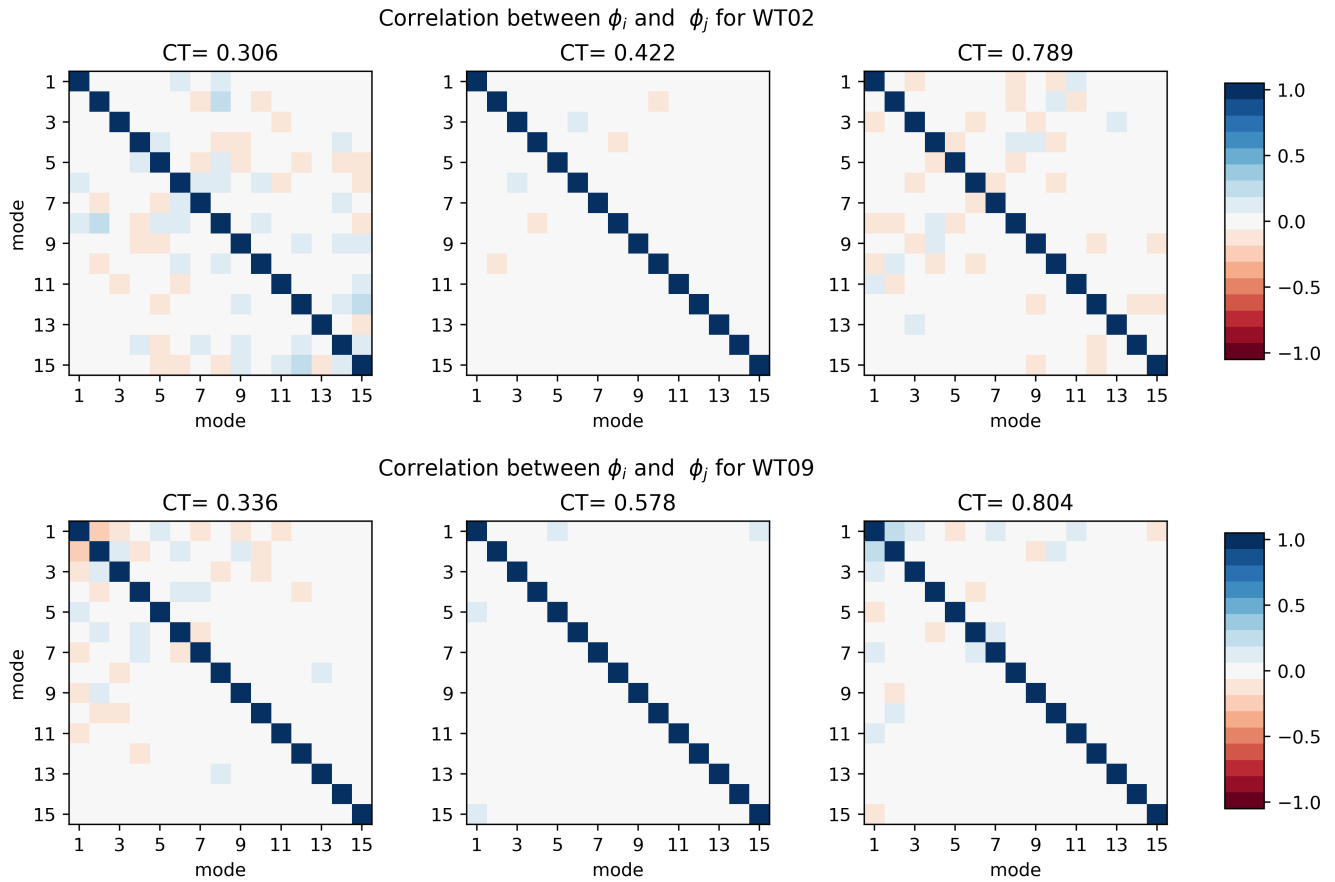 Correlation between ϕi and ϕj for WT02
CT= 0.306
CT= 0.422
CT= 0.789
mode
1
3
5
7
9
11
13
15
1 3 5 7 9 11 13 15
1 3 5 7 9 11 13 15
1 3 5 7 9 11 13 15
mode
mode
mode
1.0
0.5
0.0
−0.5
−1.0
Correlation between ϕi and ϕj for WT09
CT= 0.336
CT= 0.578
CT= 0.804
mode
1
3
5
7
9
11
13
15
1 3 5 7 9 11 13 15
1 3 5 7 9 11 13 15
1 3 5 7 9 11 13 15
mode
mode
mode
1.0
0.5
0.0
−0.5
−1.0